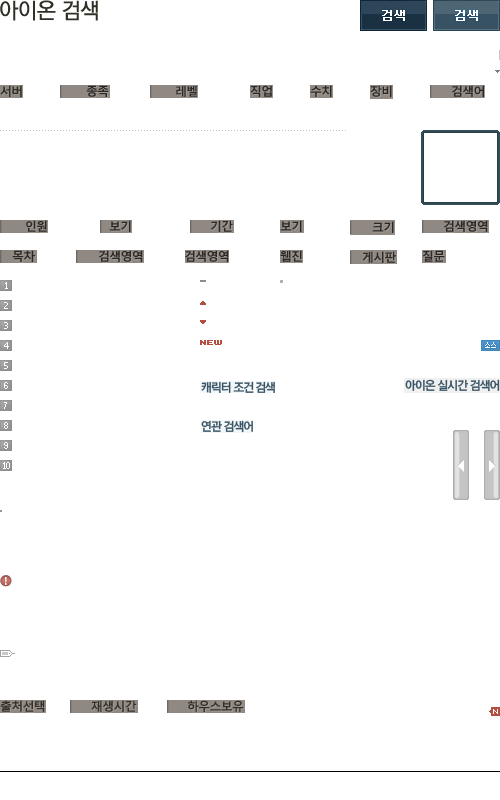 아이온 검색 검색 검색
서버 종족 레벨 직업 수치 장비 검색어
인원 보기 기간 보기 크기 검색영역
목차 검색영역 검색영역 웹진 게시판 질문
1
2
3
4 NEW 소스
5
6 캐릭터 조건 검색 아이온 실시간 검색어
7
8 연관 검색어
9
10
출처선택 재생시간 하우스보유
N